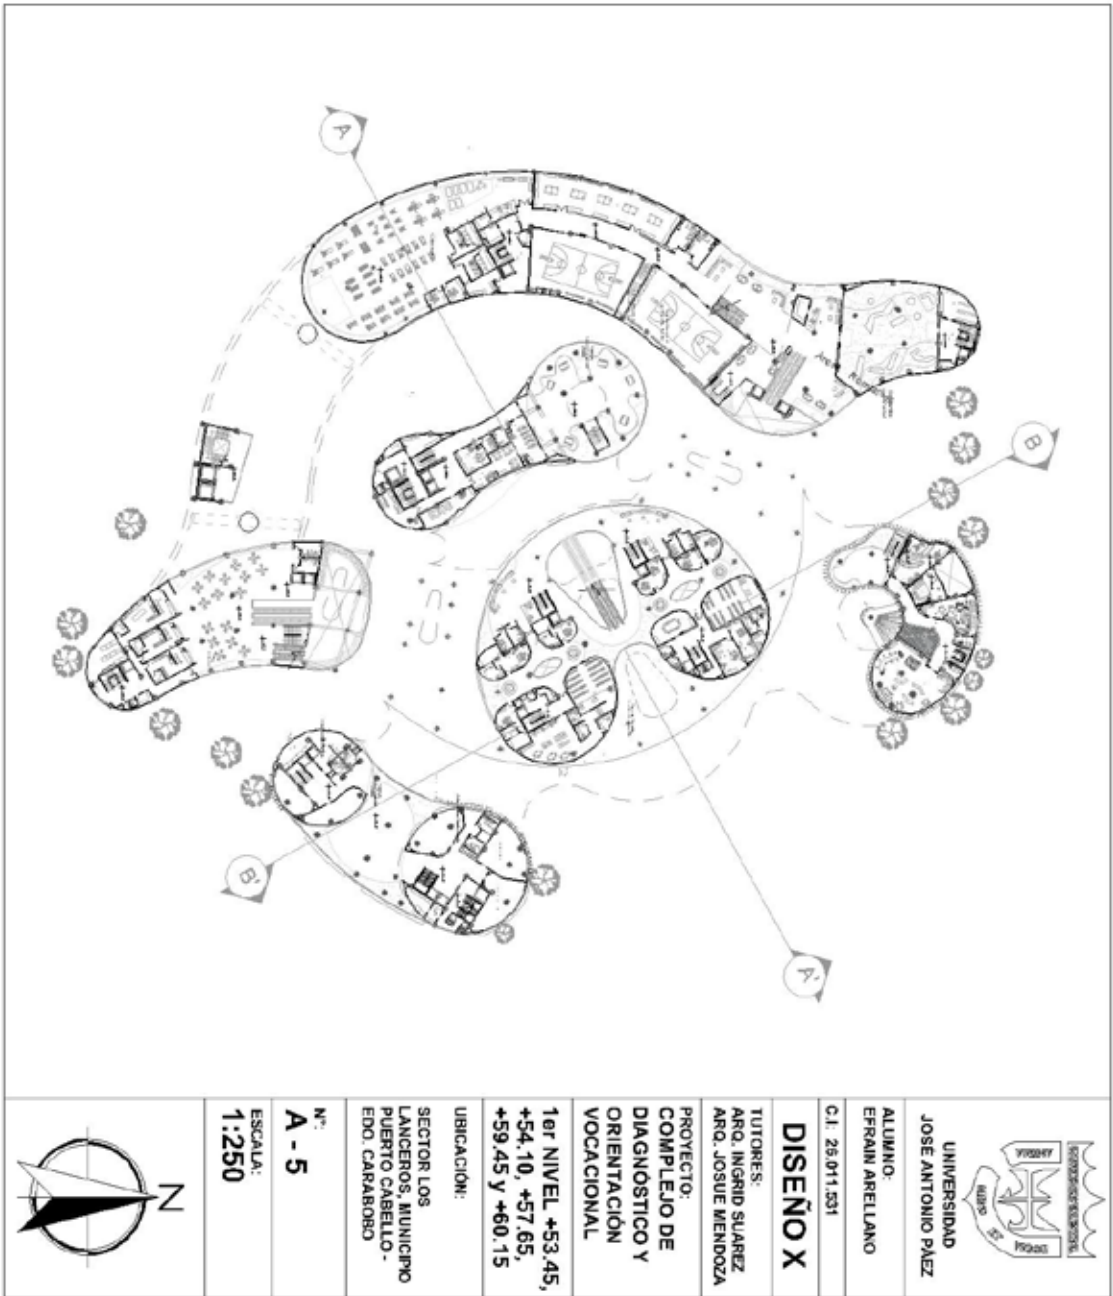 A
B
B'
A'
UNIVERSIDAD
JOSÉ ANTONIO PÁEZ
ALUMNO:
EFRAIN ARELLANO
C.I: 25.011.531
DISEÑO X
TUTORES:
ARQ. INGRID SUAREZ
ARQ. JOSUE MENDOZA
PROYECTO:
COMPLEJO DE
DIAGNÓSTICO Y
ORIENTACIÓN
VOCACIONAL
1er NIVEL +53.45,
+54.10, +57.65,
+59.45 y +60.15
UBICACIÓN:
SECTOR LOS
LANCEROS, MUNICIPIO
PUERTO CABELLO -
EDO. CARABOBO
N°:
A - 5
ESCALA:
1:250
N